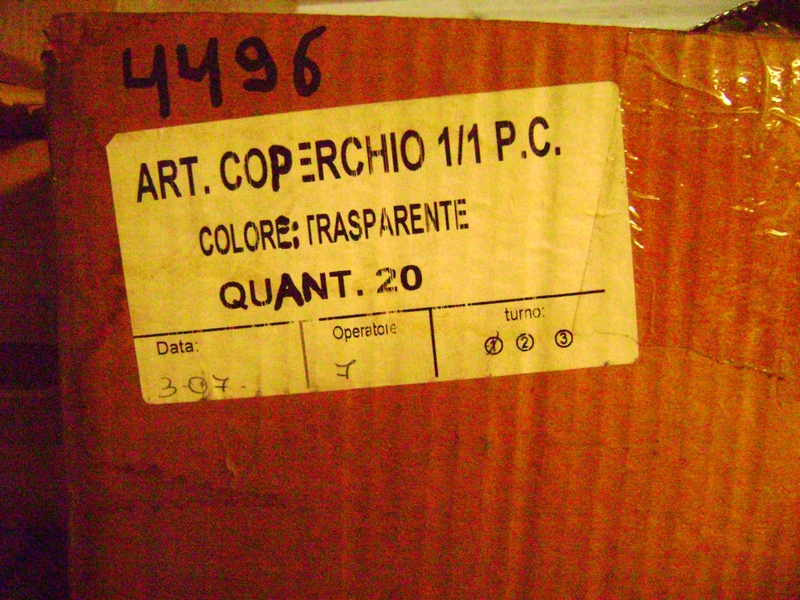 4496
ART. COPERCHIO 1/1 P.C.
COLORE: TRASPARENTE
QUANT. 20
Data: Operatore turno:
3-07- 7 1 2 3